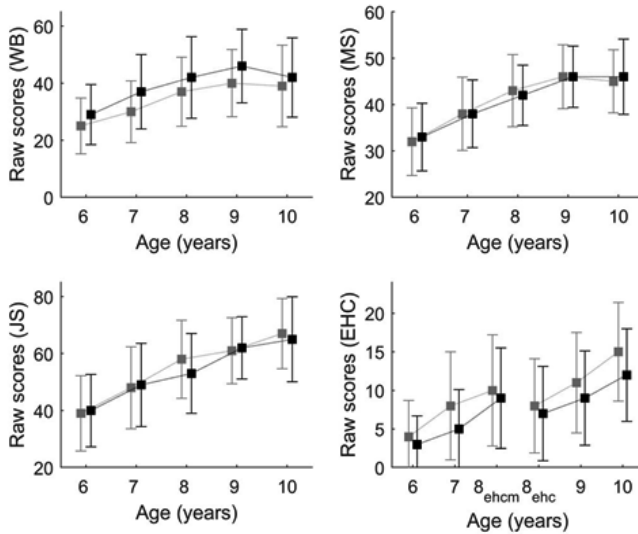 Raw scores (WB)
60
40
20
0
6 7 8 9 10
Age (years)
Raw scores (MS)
60
50
40
30
20
6 7 8 9 10
Age (years)
Raw scores (JS)
80
60
40
20
6 7 8 9 10
Age (years)
Raw scores (EHC)
20
15
10
5
0
6 7 8ehcm 8ehc 9 10
Age (years)